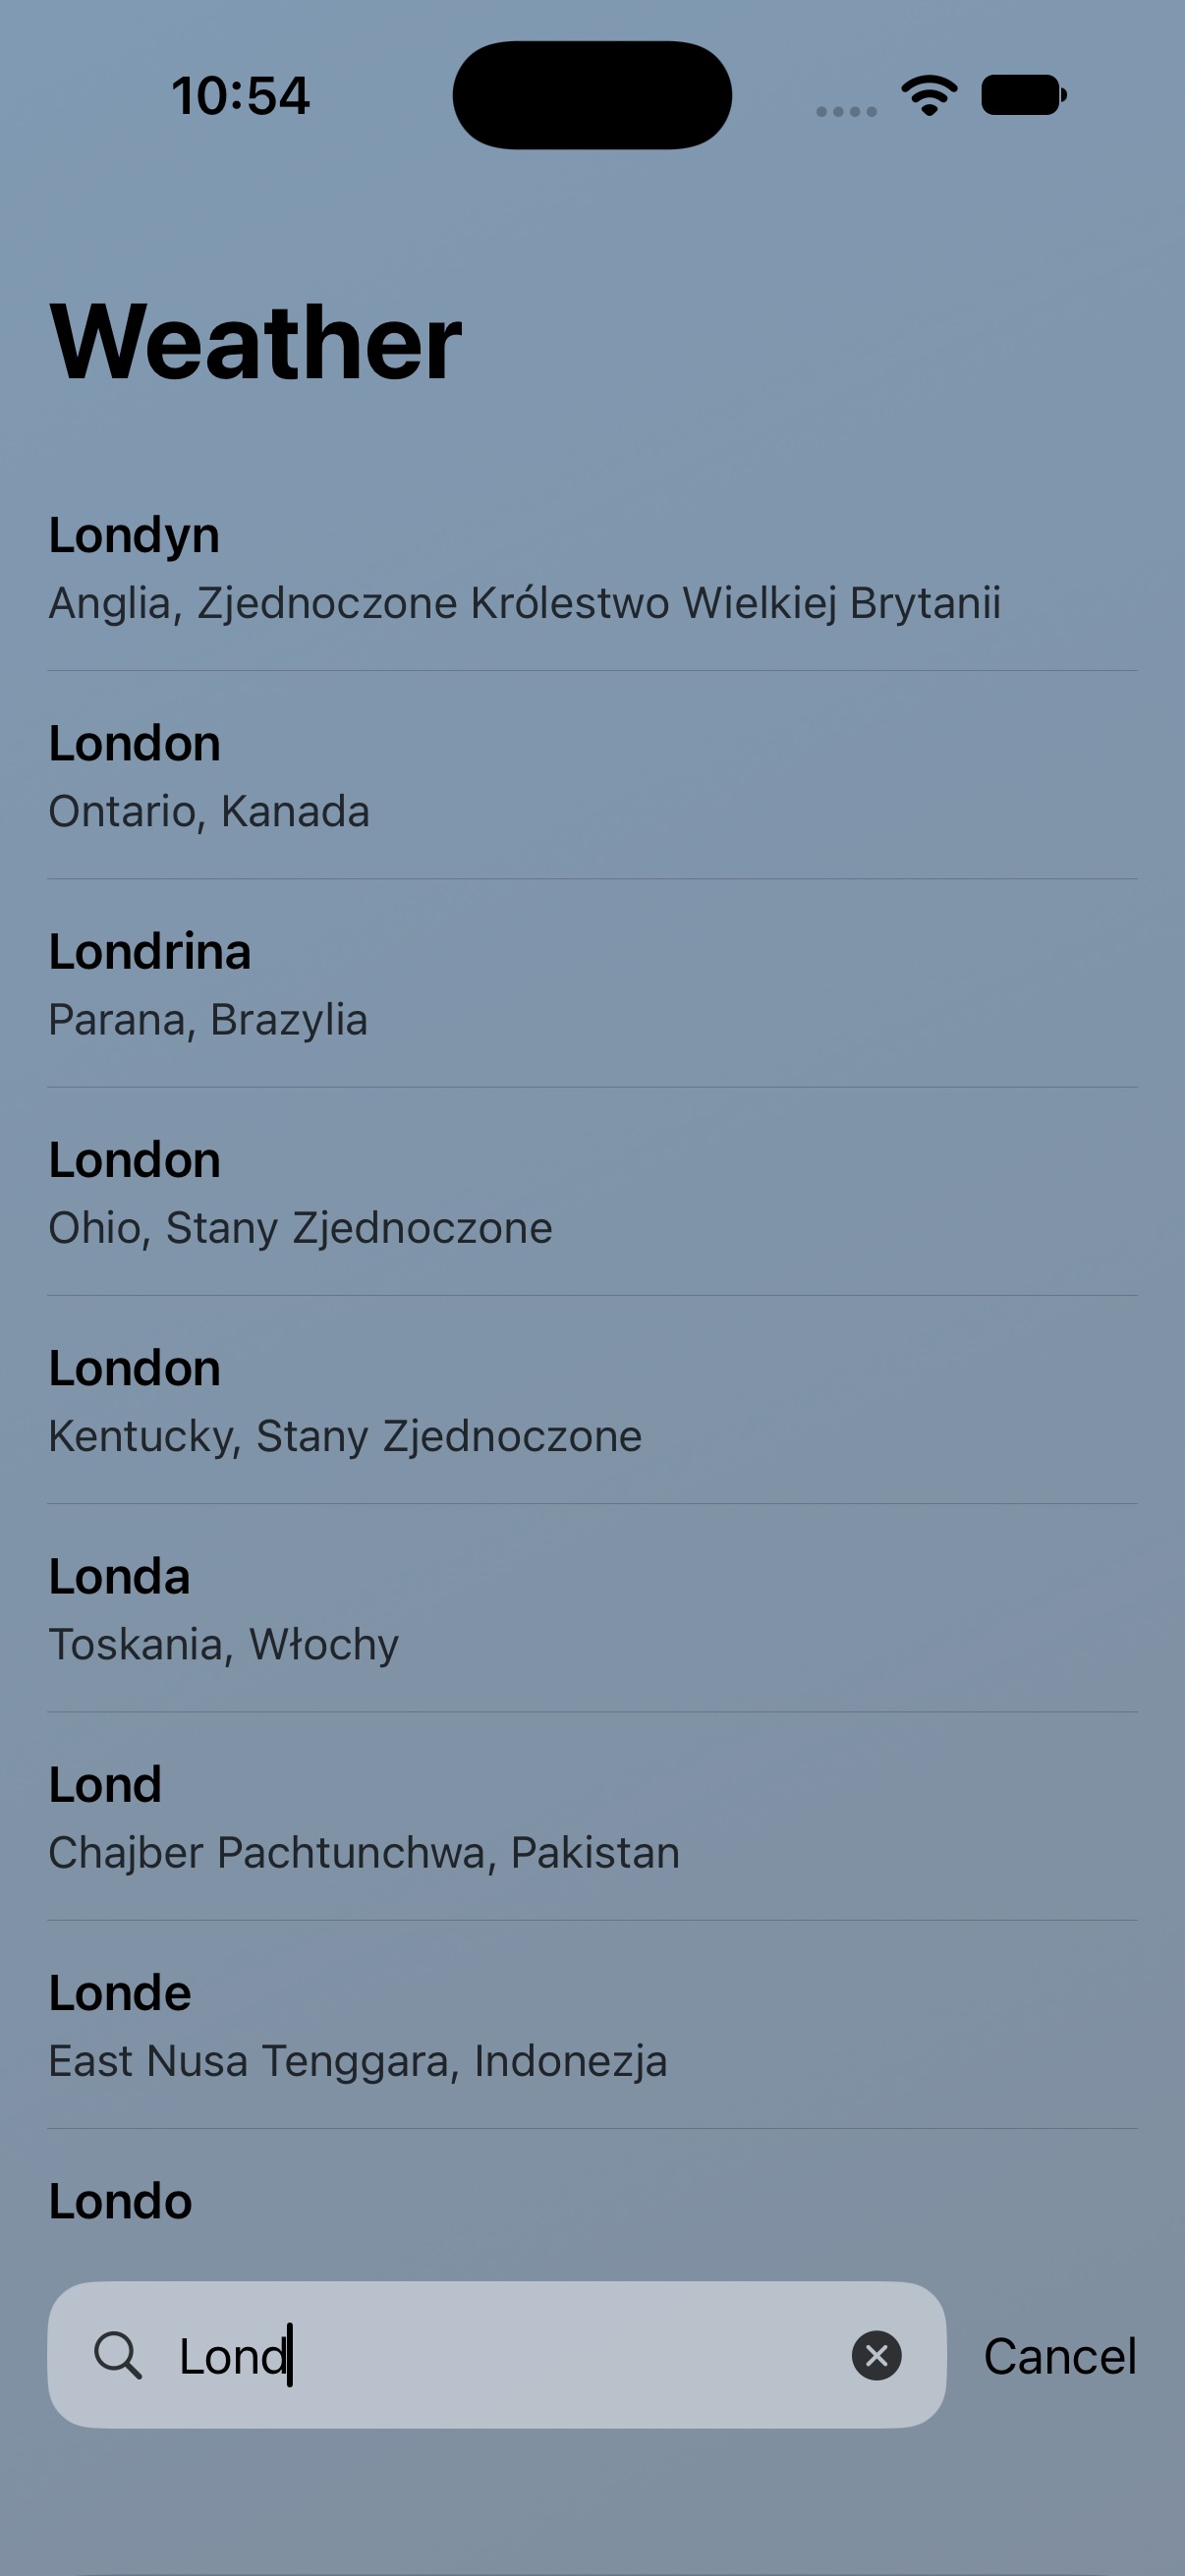 10:54
Weather
Londyn
Anglia, Zjednoczone Królestwo Wielkiej Brytanii
London
Ontario, Kanada
Londrina
Parana, Brazylia
London
Ohio, Stany Zjednoczone
London
Kentucky, Stany Zjednoczone
Londa
Toskania, Włochy
Lond
Chajber Pachtunchwa, Pakistan
Londe
East Nusa Tenggara, Indonezja
Londo
Lond Cancel